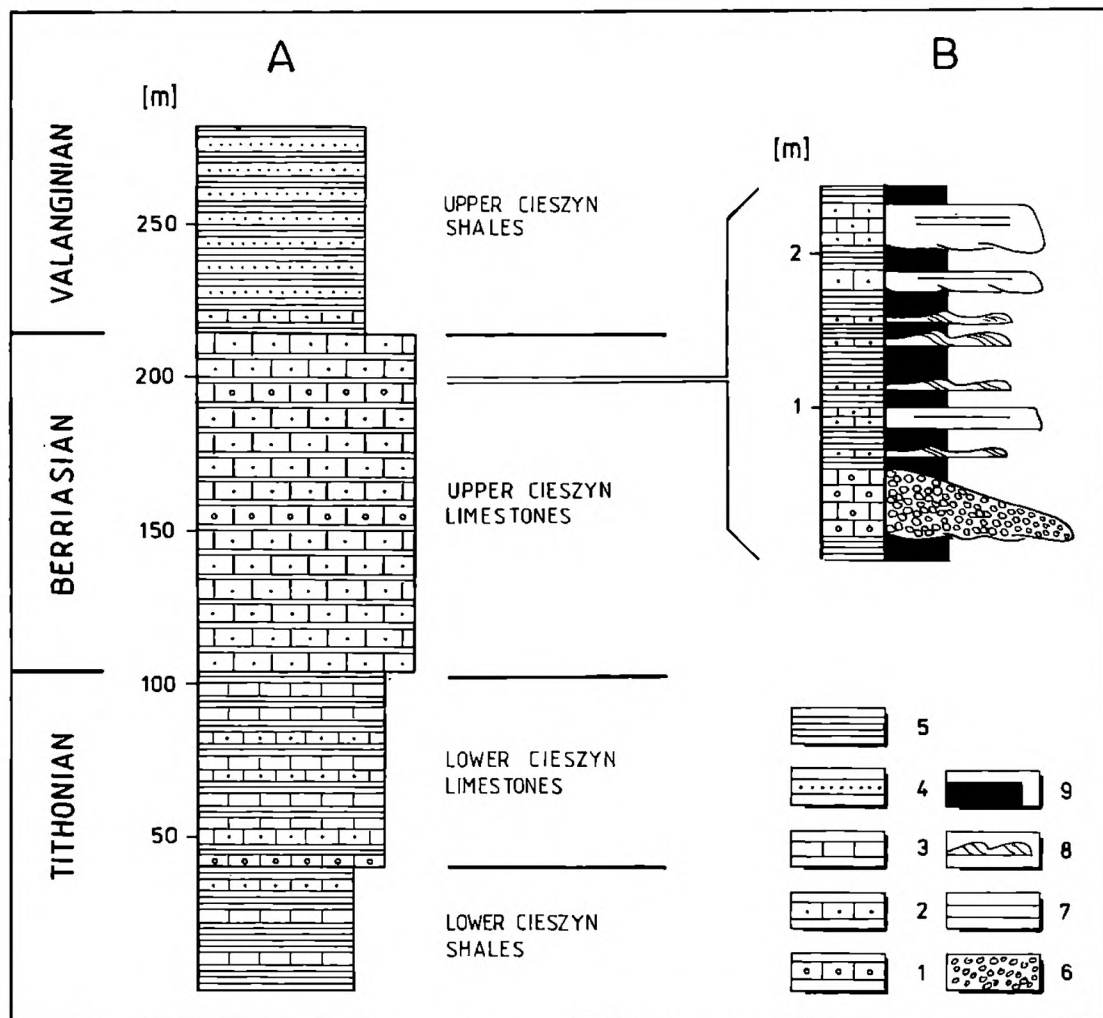 A
B
[m]
[m]
VALANGINIAN
BERRIASIAN
TITHONIAN
250
200
150
100
50
UPPER CIESZYN
SHALES
UPPER CIESZYN
LIMESTONES
LOWER CIESZYN
LIMESTONES
LOWER CIESZYN
SHALES
2
1
5
4
9
3
8
2
7
1
6